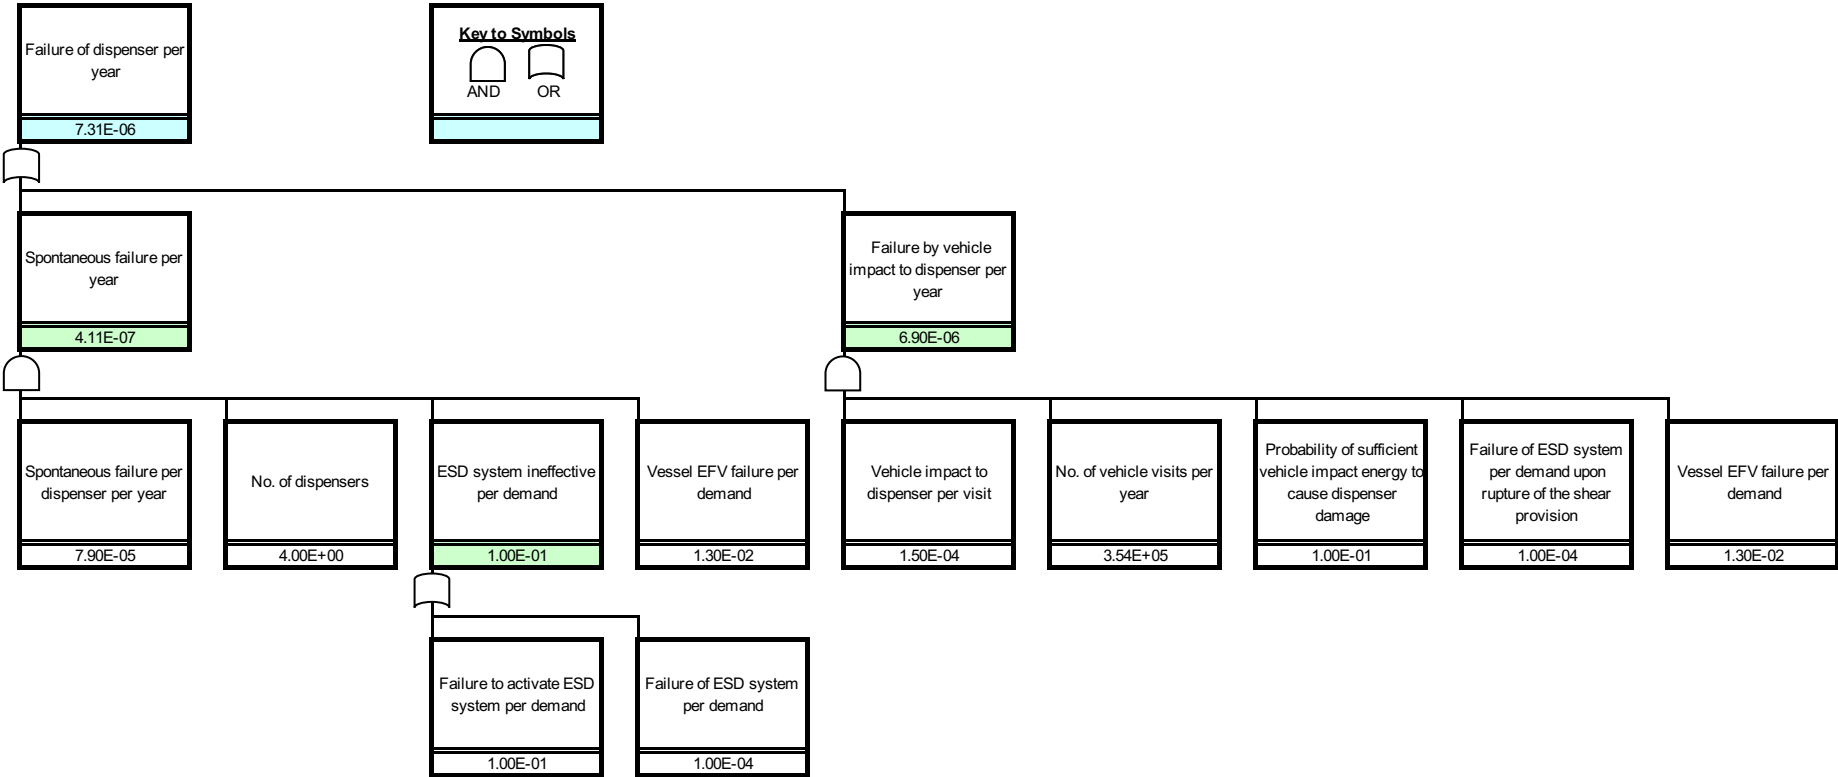 Failure of dispenser per
year
7.31E-06
Key to Symbols
AND
OR
Spontaneous failure per
year
4.11E-07
Failure by vehicle
impact to dispenser per
year
6.90E-06
Spontaneous failure per
dispenser per year
7.90E-05
No. of dispensers
4.00E+00
ESD system ineffective
per demand
1.00E-01
Vessel EFV failure per
demand
1.30E-02
Vehicle impact to
dispenser per visit
1.50E-04
No. of vehicle visits per
year
3.54E+05
Probability of sufficient
vehicle impact energy to
cause dispenser
damage
1.00E-01
Failure of ESD system
per demand upon
rupture of the shear
provision
1.00E-04
Vessel EFV failure per
demand
1.30E-02
Failure to activate ESD
system per demand
1.00E-01
Failure of ESD system
per demand
1.00E-04